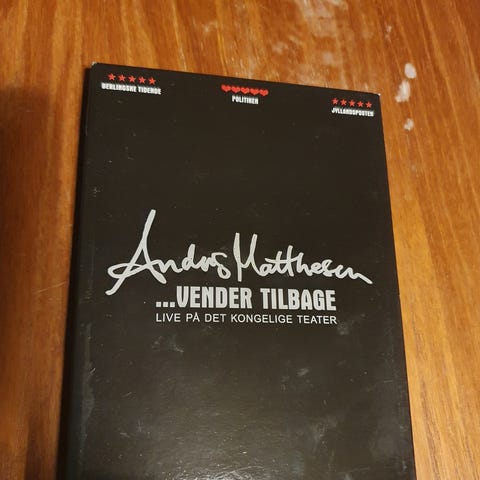 BERLINGSKE TIDENDE
POLITIKEN
JYLLANDSPOSTEN
Anders Matthesen
...VENDER TILBAGE
LIVE PÅ DET KONGELIGE TEATER